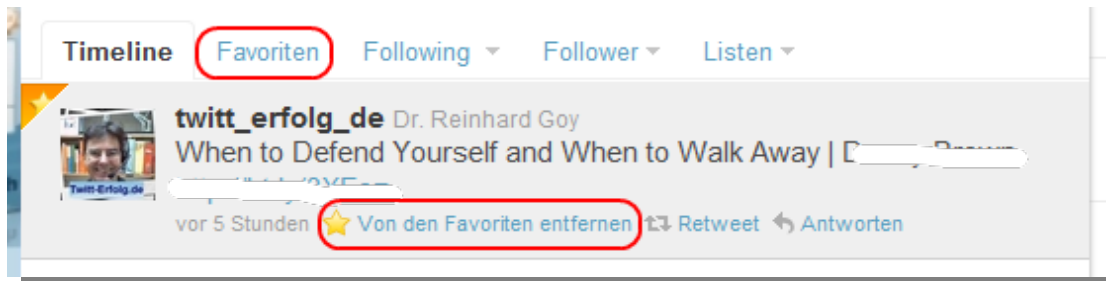 Timeline Favoriten Following Follower Listen
twitt_erfolg_de Dr. Reinhard Goy
When to Defend Yourself and When to Walk Away |
Twitt-Erfolg.de
vor 5 Stunden Von den Favoriten entfernen Retweet Antworten